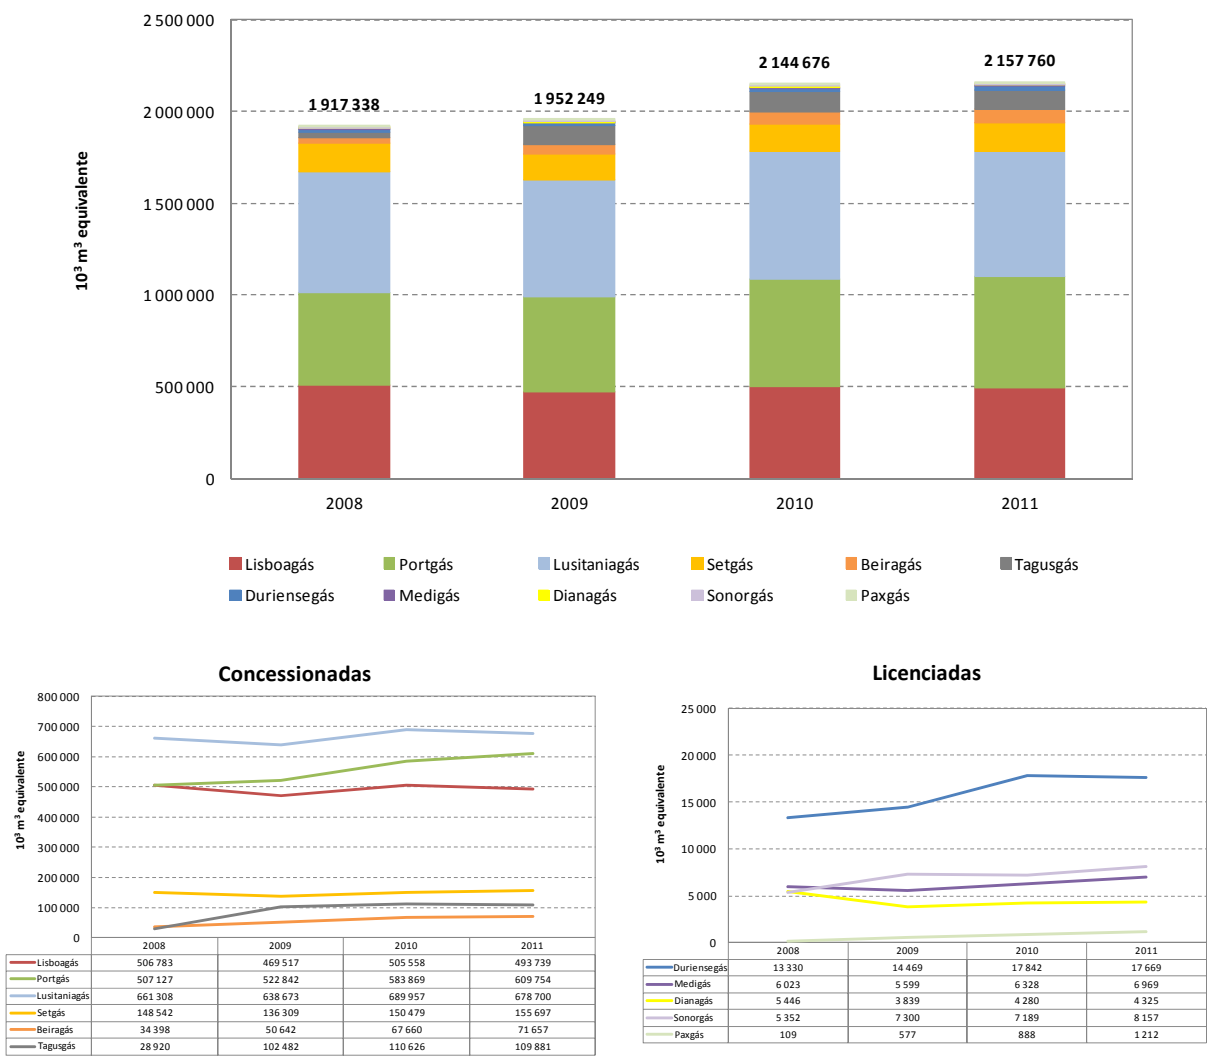 2 500 000
2 144 676
2 157 760
1 917 338
1 952 249
2 000 000
1 500 000
1 000 000
500 000
0
10³ m³ equivalente
2008 2009 2010 2011
Lisboagás Portgás Lusitaniagás Setgás Beiragás Tagusgás
Duriensegás Medigás Dianagás Sonorgás Paxgás
Concessionadas
800 000
700 000
600 000
500 000
400 000
300 000
200 000
100 000
0
10³ m³ equivalente
2008 2009 2010 2011
Lisboagás 506 783 469 517 505 558 493 739
Portgás 507 127 522 842 583 869 609 754
Lusitaniagás 661 308 638 673 689 957 678 700
Setgás 148 542 136 309 150 479 155 697
Beiragás 34 398 50 642 67 660 71 657
Tagusgás 28 920 102 482 110 626 109 881
Licenciadas
25 000
20 000
15 000
10 000
5 000
0
10³ m³ equivalente
2008 2009 2010 2011
Duriensegás 13 330 14 469 17 842 17 669
Medigás 6 023 5 599 6 328 6 969
Dianagás 5 446 3 839 4 280 4 325
Sonorgás 5 352 7 300 7 189 8 157
Paxgás 109 577 888 1 212